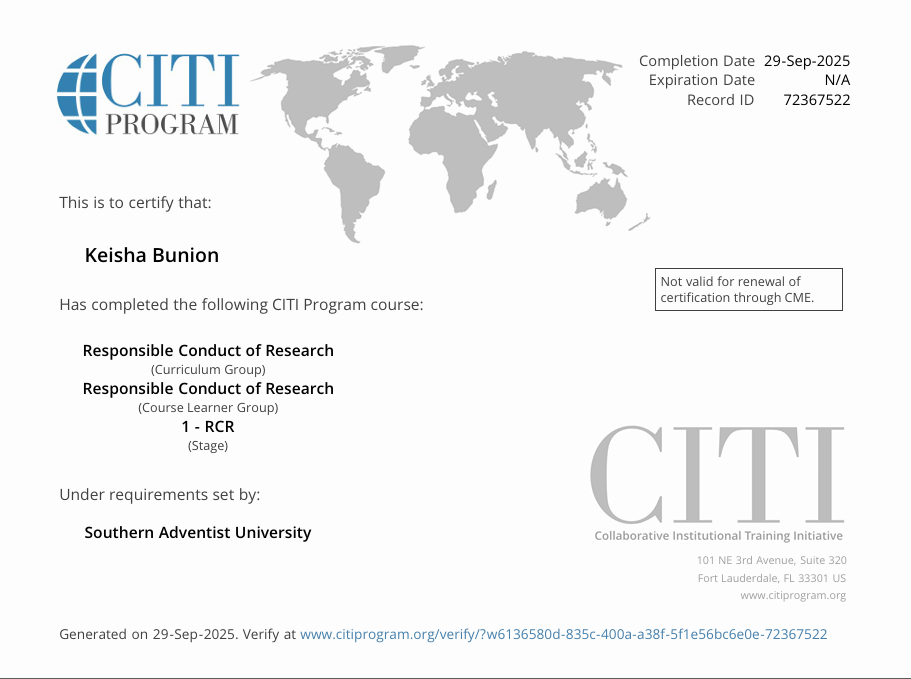 CITI
PROGRAM
Completion Date 29-Sep-2025
Expiration Date N/A
Record ID 72367522
This is to certify that:
Keisha Bunion
Not valid for renewal of
certification through CME.
Has completed the following CITI Program course:
Responsible Conduct of Research
(Curriculum Group)
Responsible Conduct of Research
(Course Learner Group)
1 - RCR
(Stage)
Under requirements set by:
Southern Adventist University
CITI
Collaborative Institutional Training Initiative
101 NE 3rd Avenue, Suite 320
Fort Lauderdale, FL 33301 US
www.citiprogram.org
Generated on 29-Sep-2025. Verify at www.citiprogram.org/verify/?w6136580d-835c-400a-a38f-5f1e56bc6e0e-72367522